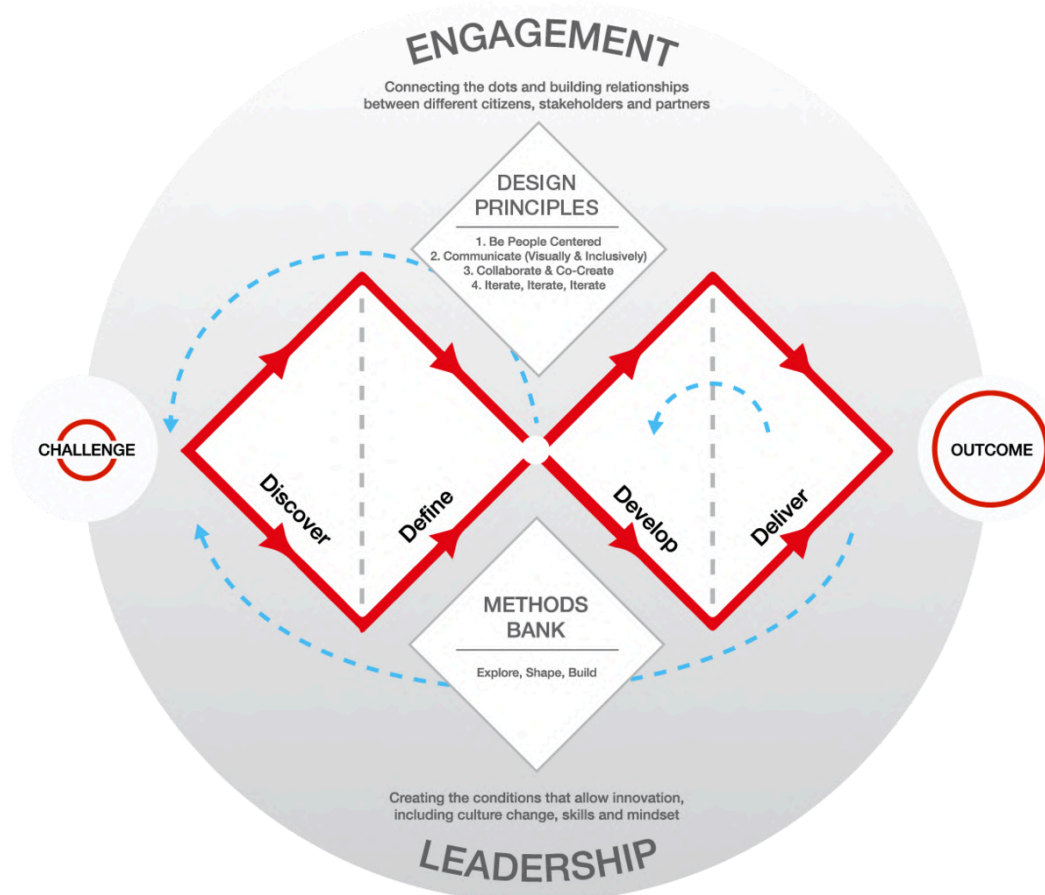 ENGAGEMENT
Connecting the dots and building relationships
between different citizens, stakeholders and partners
DESIGN
PRINCIPLES
1. Be People Centered
2. Communicate (Visually & Inclusively)
3. Collaborate & Co-Create
4. Iterate, Iterate, Iterate
CHALLENGE
OUTCOME
Discover
Define
Develop
Deliver
METHODS
BANK
Explore, Shape, Build
Creating the conditions that allow innovation,
including culture change, skills and mindset
LEADERSHIP